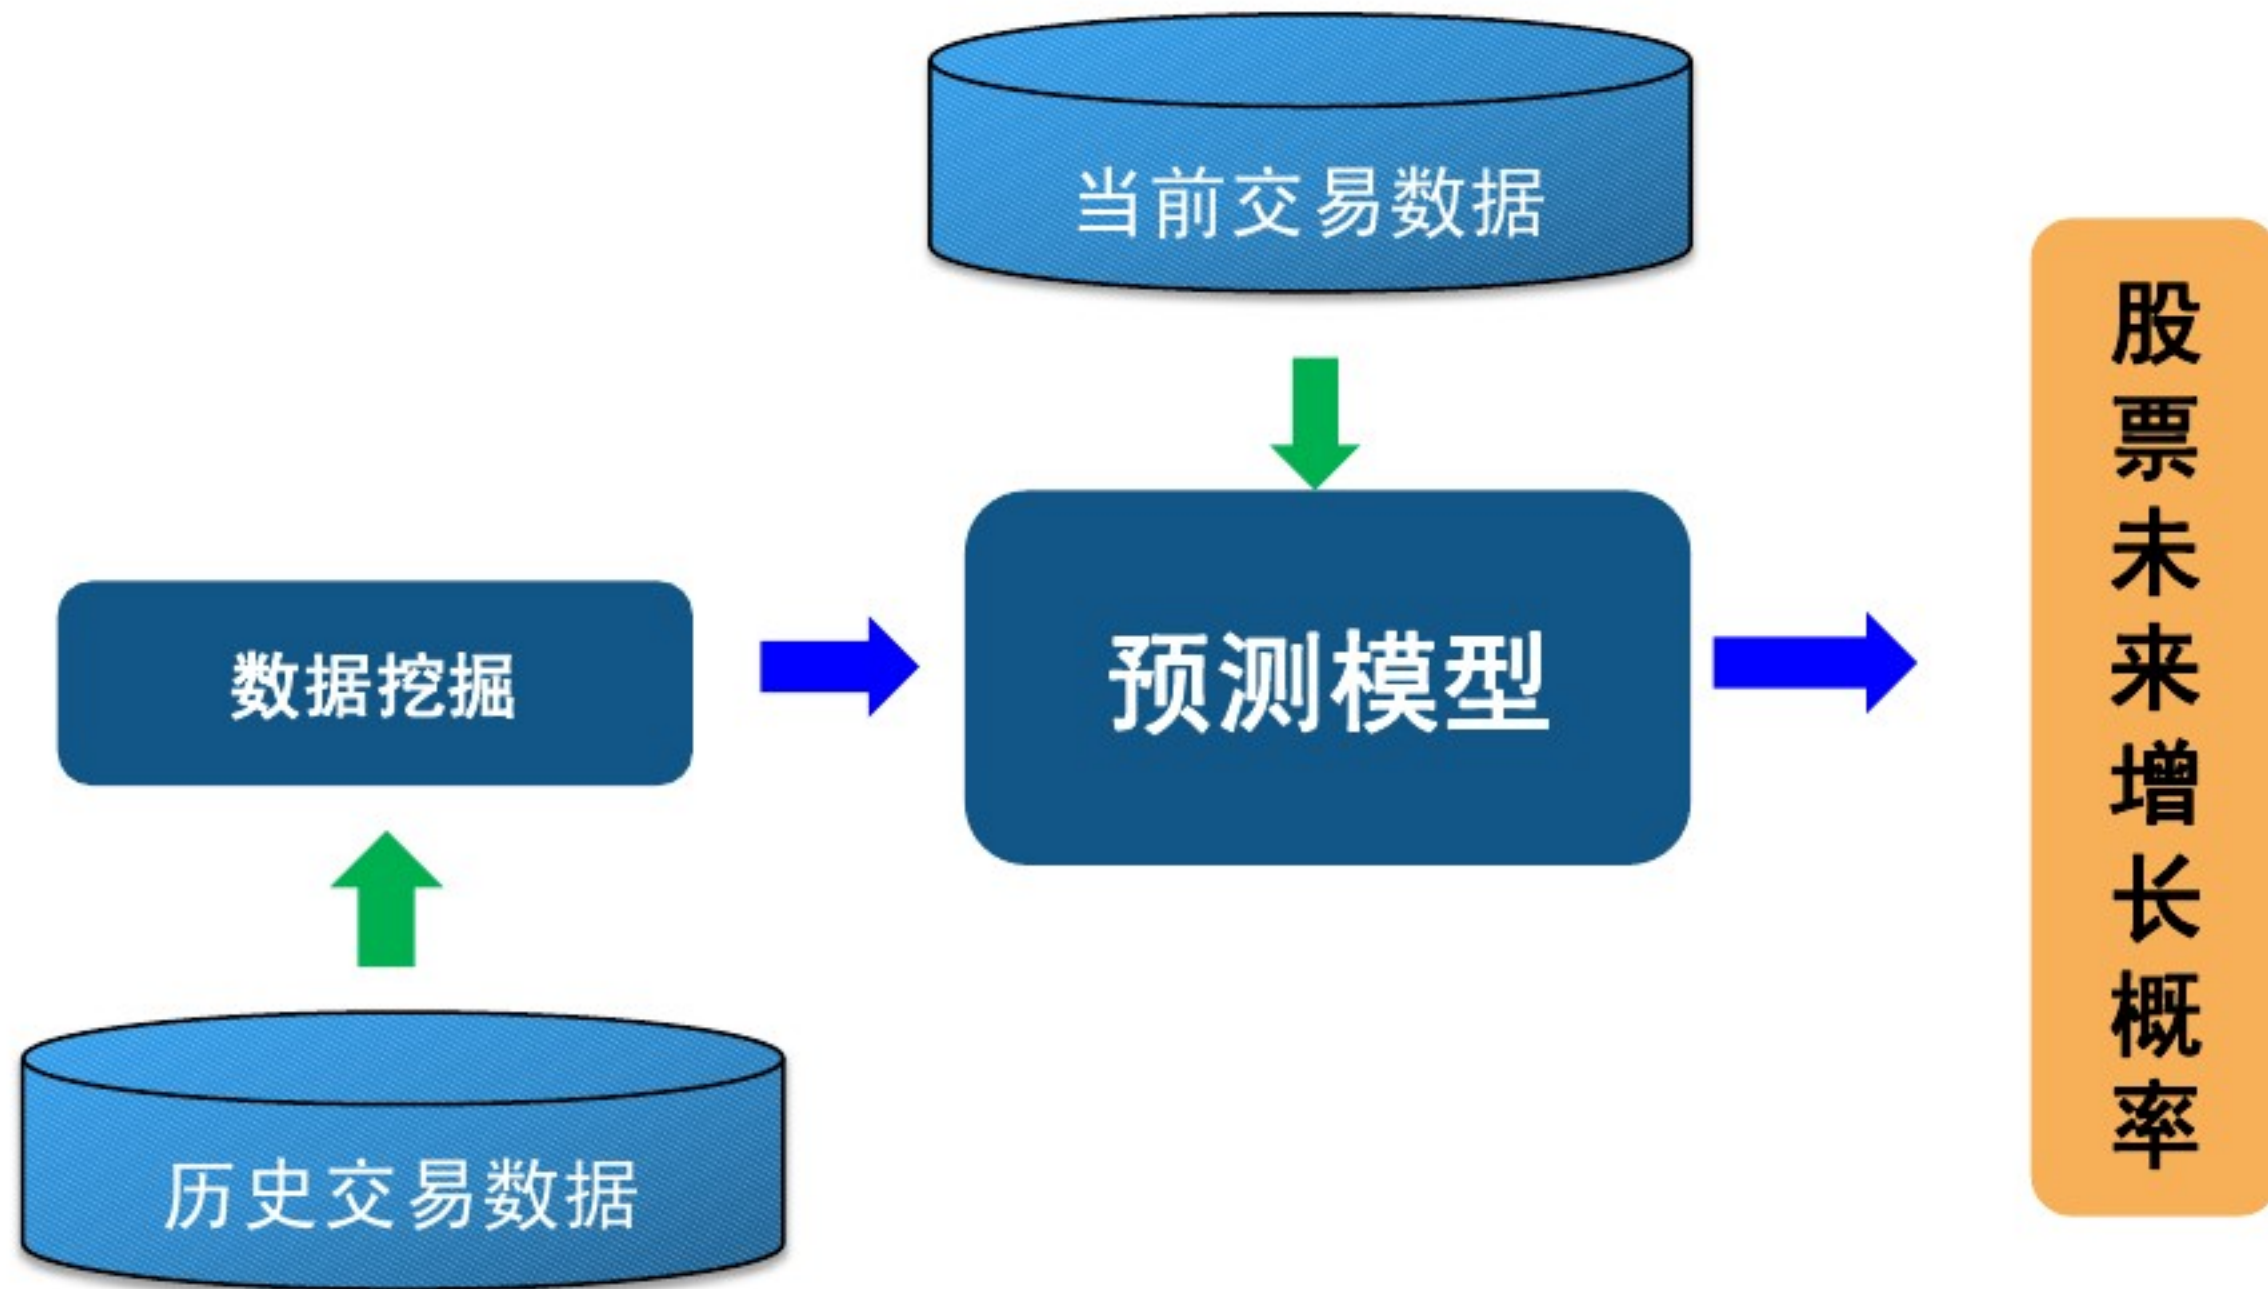 当前交易数据
数据挖掘
预测模型
历史交易数据
股票未来增长概率